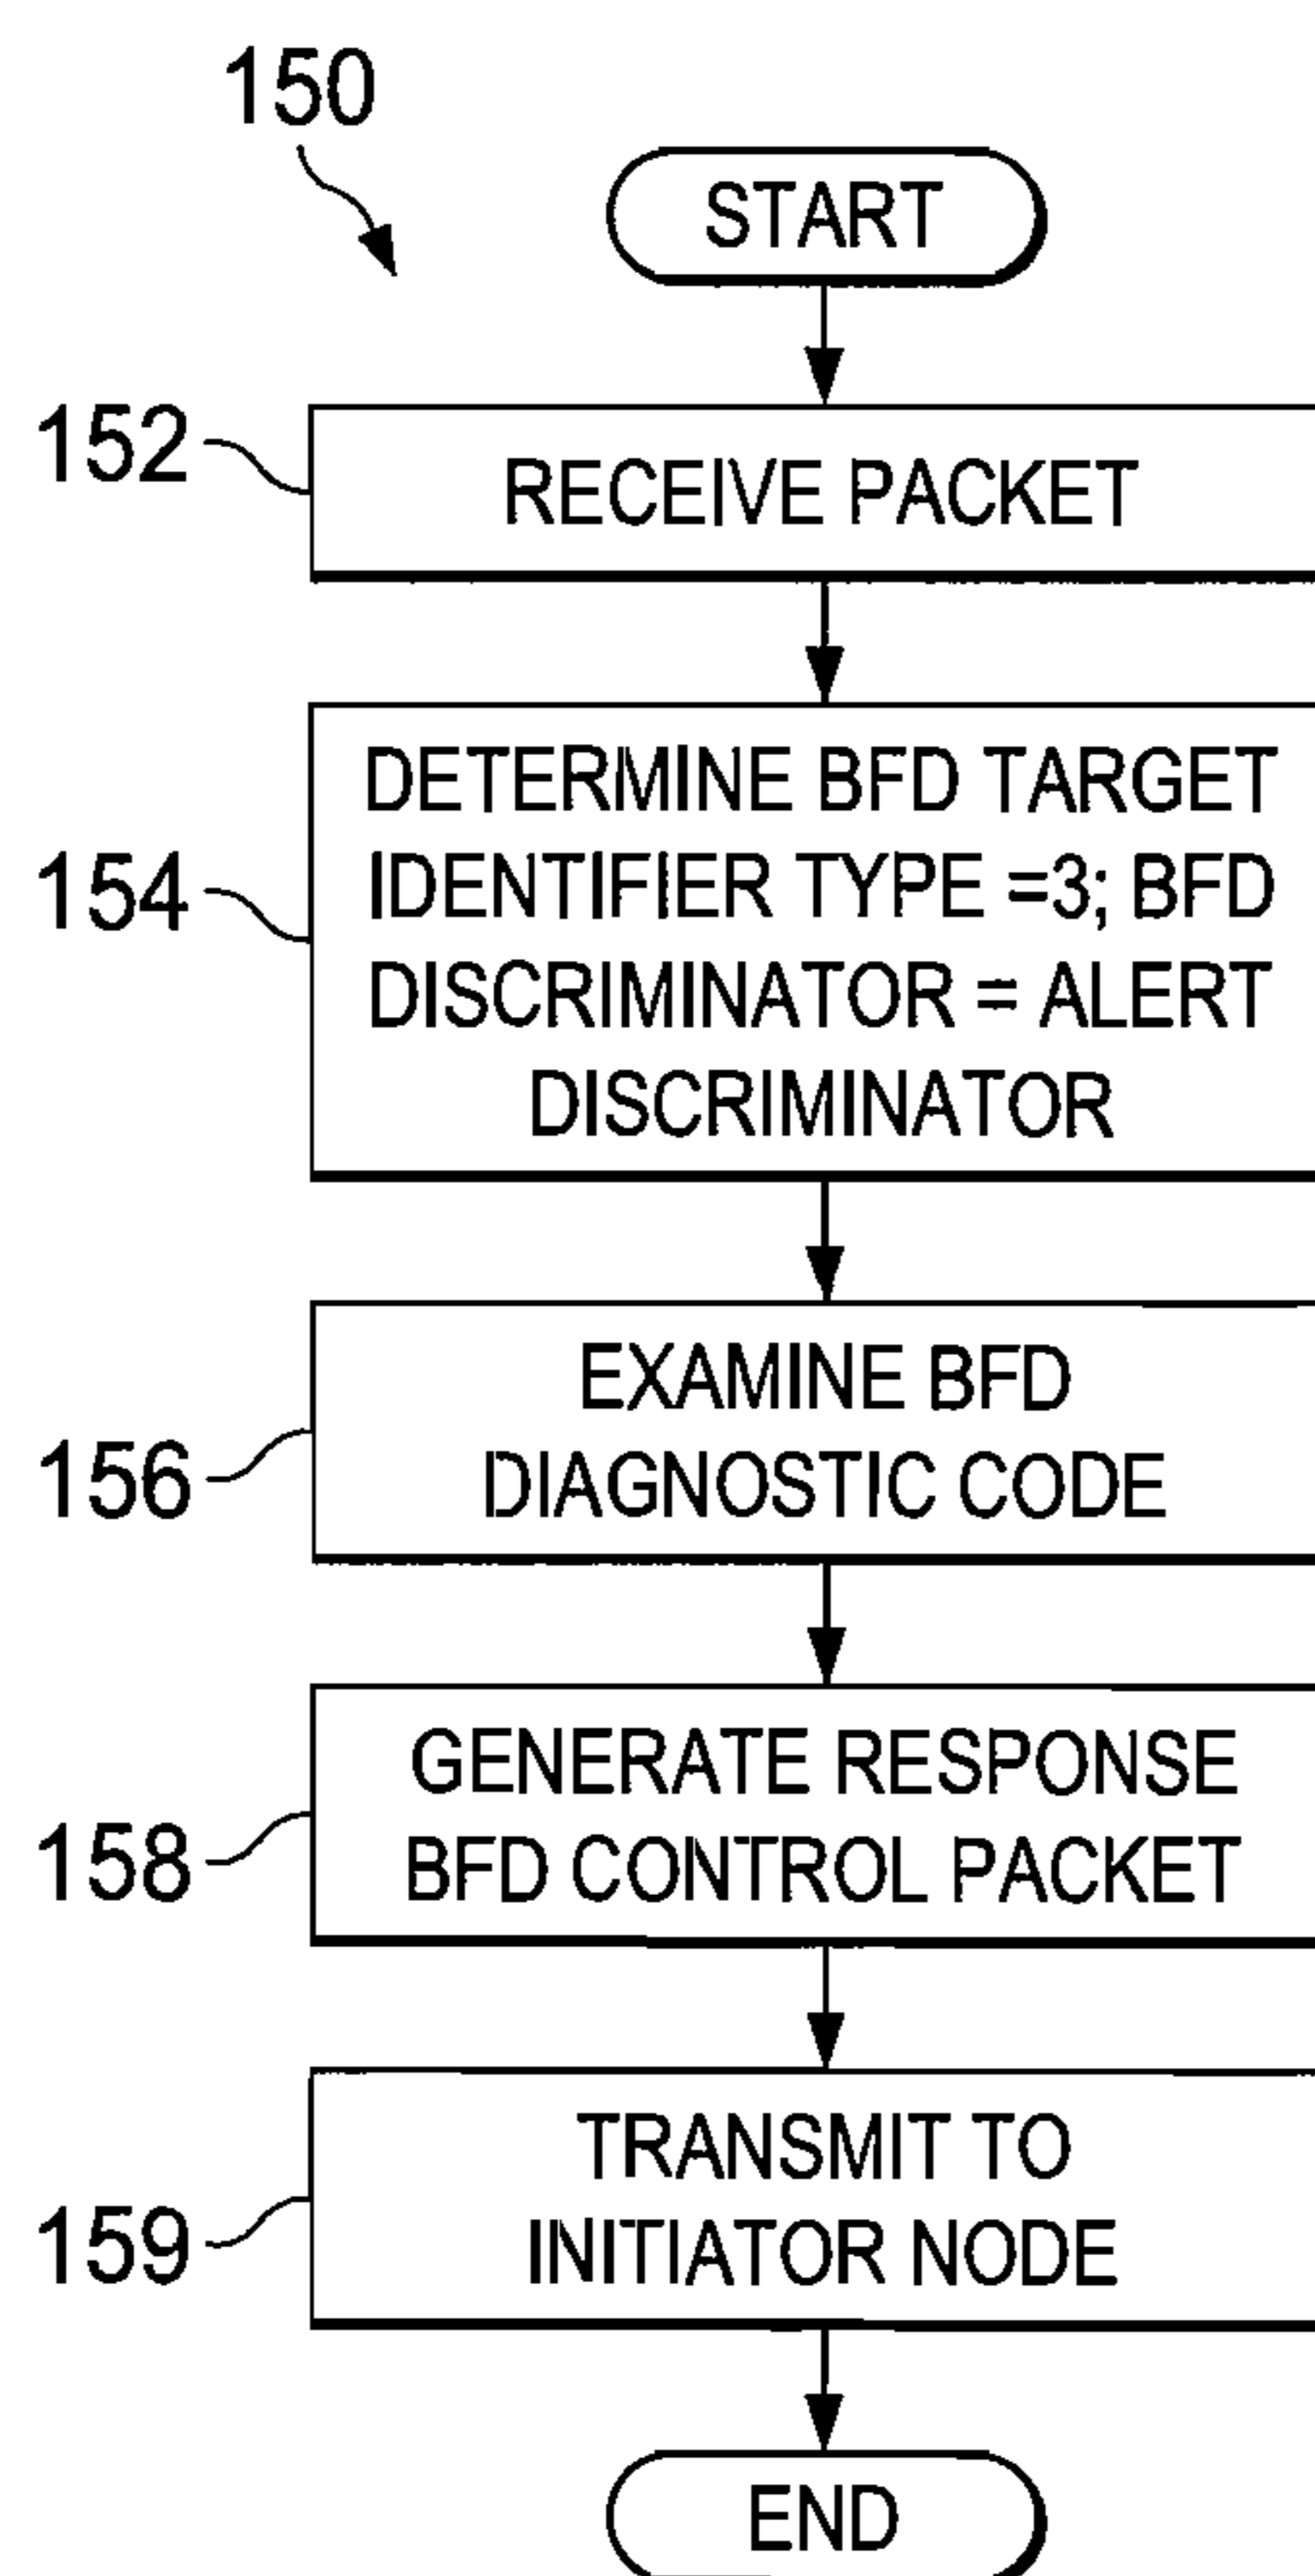 150
START
152
RECEIVE PACKET
154
DETERMINE BFD TARGET
IDENTIFIER TYPE =3; BFD
DISCRIMINATOR = ALERT
DISCRIMINATOR
156
EXAMINE BFD
DIAGNOSTIC CODE
158
GENERATE RESPONSE
BFD CONTROL PACKET
159
TRANSMIT TO
INITIATOR NODE
END